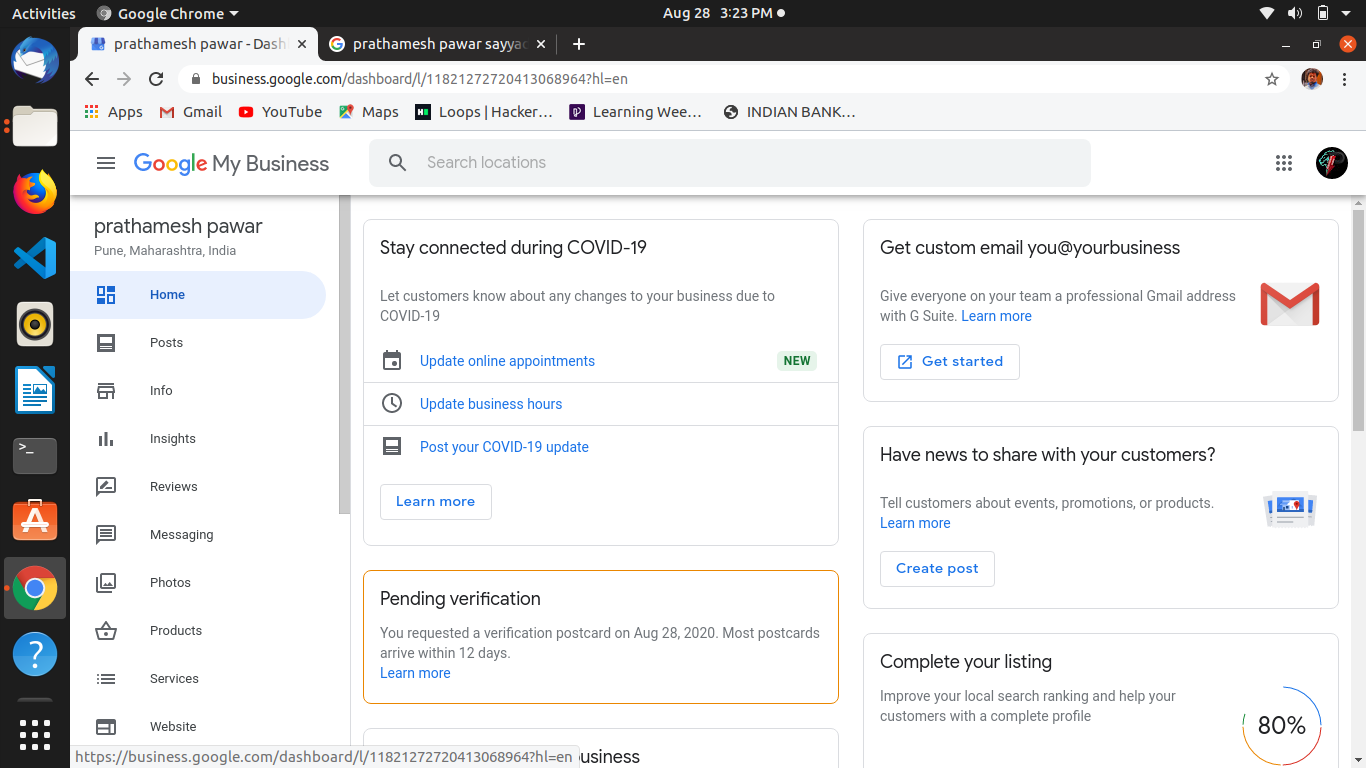 Activities
Google Chrome
Aug 28 3:23 PM
prathamesh pawar - Dash
prathamesh pawar sayya
business.google.com/dashboard/l/11821272720413068964?hl=en
Apps
Gmail
YouTube
Maps
Loops | Hacker…
Learning Wee…
INDIAN BANK…
Google My Business
Search locations
prathamesh pawar
Pune, Maharashtra, India
Home
Posts
Info
Insights
Reviews
Messaging
Photos
Products
Services
Website
Stay connected during COVID-19
Let customers know about any changes to your business due to
COVID-19
Update online appointments
NEW
Update business hours
Post your COVID-19 update
Learn more
Pending verification
You requested a verification postcard on Aug 28, 2020. Most postcards
arrive within 12 days.
Learn more
usiness
Get custom email you@yourbusiness
Give everyone on your team a professional Gmail address
with G Suite. Learn more
Get started
Have news to share with your customers?
Tell customers about events, promotions, or products.
Learn more
Create post
Complete your listing
Improve your local search ranking and help your
customers with a complete profile
80%
https://business.google.com/dashboard/l/11821272720413068964?hl=en